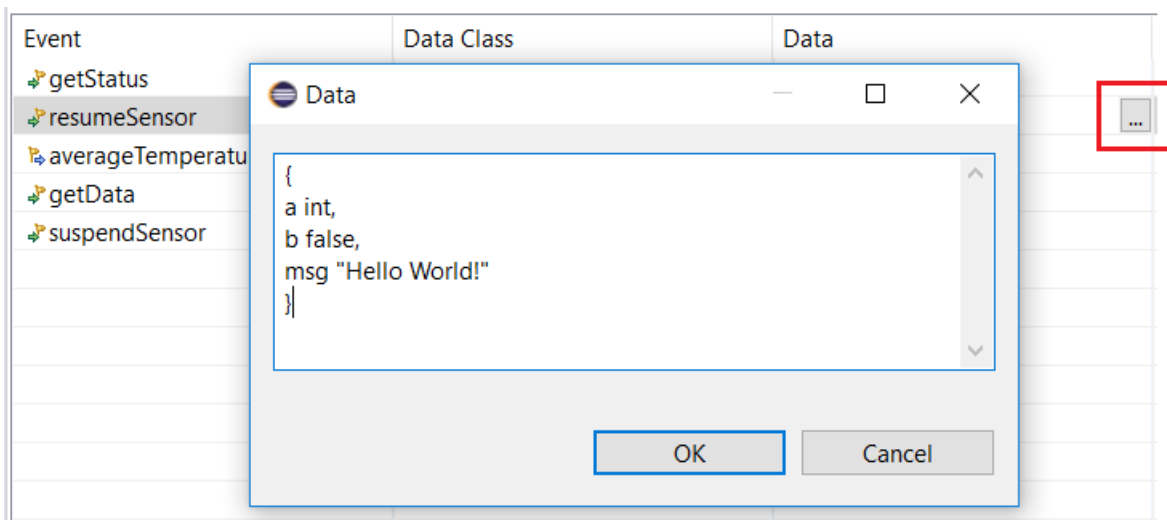 Event Data Class Data
getStatus
Data
resumeSensor
...
averageTemperatu
{
getData
a int,
suspendSensor
b false,
msg "Hello World!"
}
OK Cancel